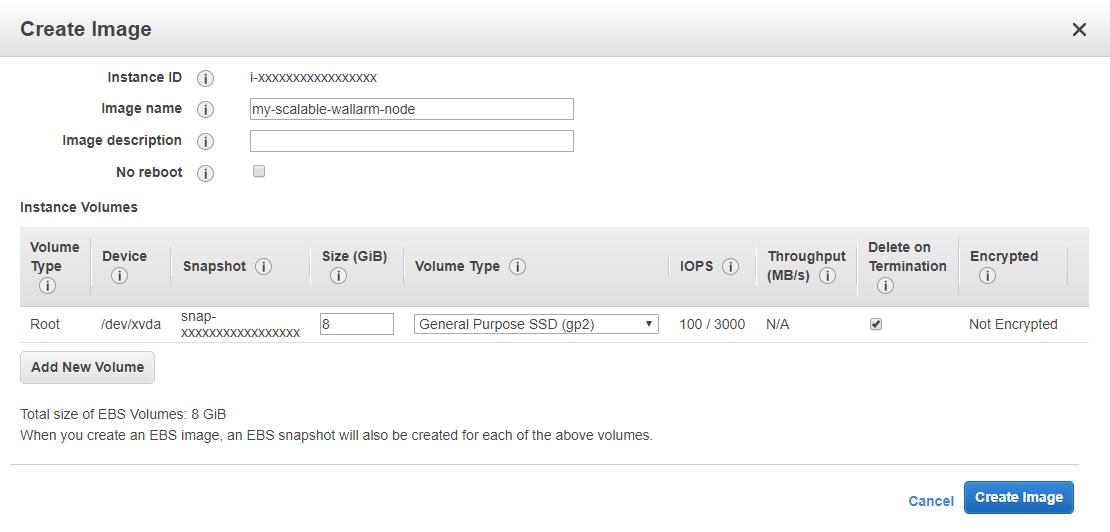 Create Image
Instance ID i-xxxxxxxxxxxxxxxxx
Image name my-scalable-wallarm-node
Image description
No reboot
Instance Volumes
Volume Type Device Snapshot Size (GiB) Volume Type IOPS Throughput (MB/s) Delete on Termination Encrypted
Root /dev/xvda snap-xxxxxxxxxxxxxxxxx 8 General Purpose SSD (gp2) 100 / 3000 N/A Not Encrypted
Add New Volume
Total size of EBS Volumes: 8 GiB
When you create an EBS image, an EBS snapshot will also be created for each of the above volumes.
Cancel Create Image